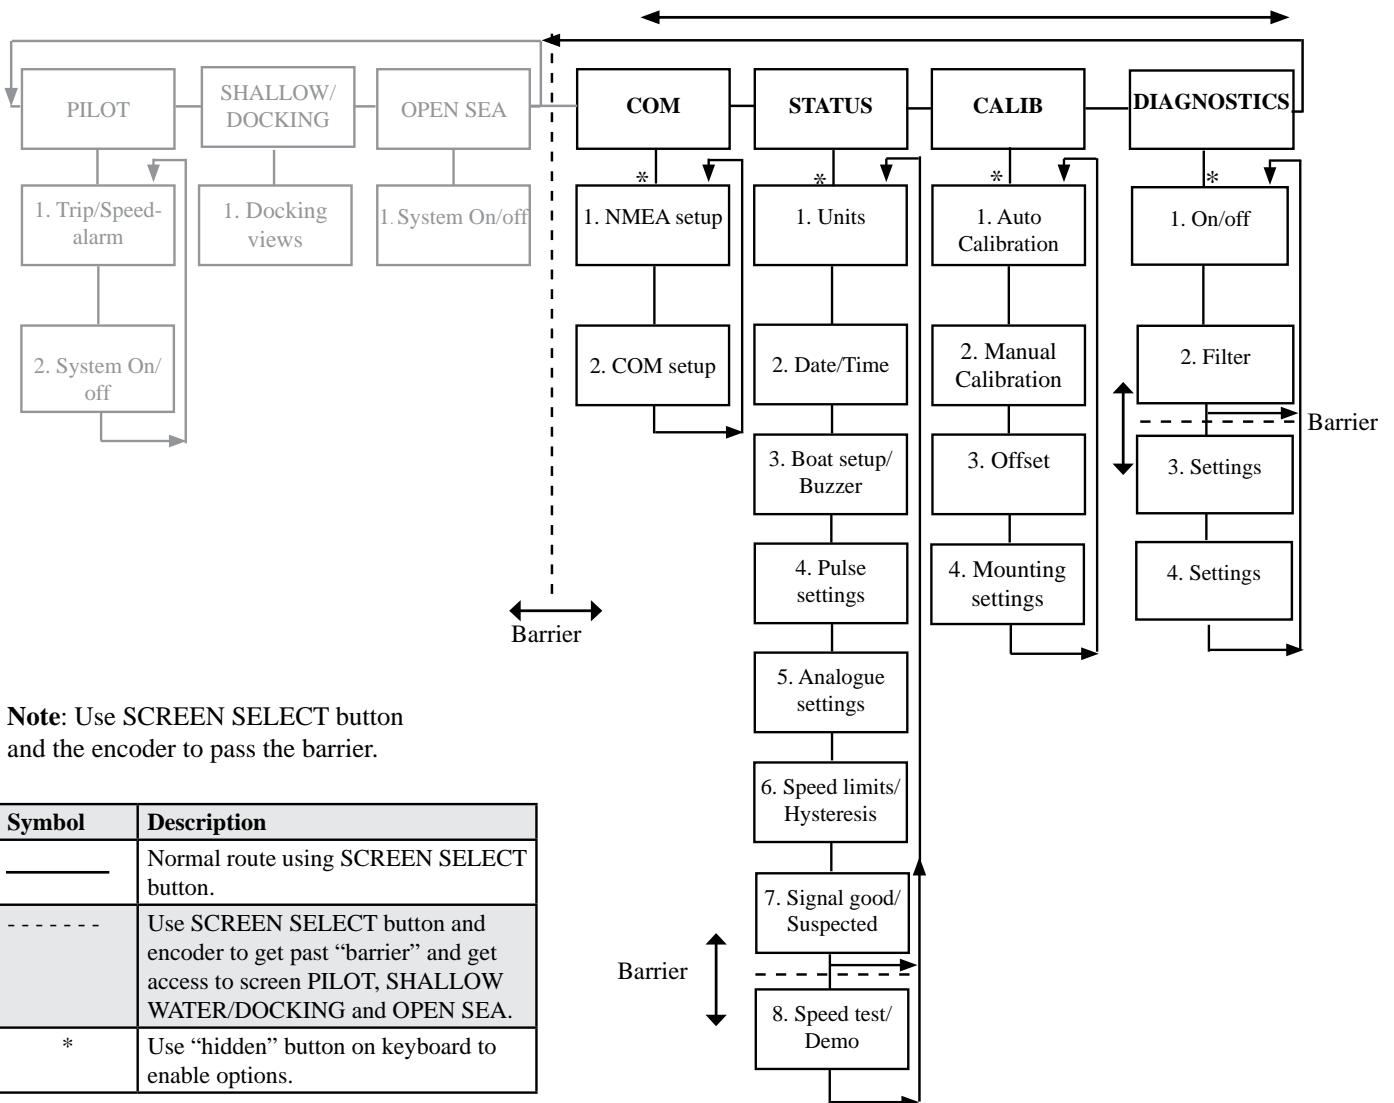 PILOT
SHALLOW/
DOCKING
OPEN SEA
COM
STATUS
CALIB
DIAGNOSTICS
*
*
*
*
1. Trip/Speed-
alarm
1. Docking
views
1. System On/off
1. NMEA setup
1. Units
1. Auto
Calibration
1. On/off
2. System On/
off
2. COM setup
2. Date/Time
2. Manual
Calibration
2. Filter
Barrier
3. Boat setup/
Buzzer
3. Offset
3. Settings
4. Pulse
settings
4. Mounting
settings
4. Settings
Barrier
5. Analogue
settings
6. Speed limits/
Hysteresis
7. Signal good/
Suspected
Barrier
8. Speed test/
Demo
Note: Use SCREEN SELECT button
and the encoder to pass the barrier.
Symbol Description
Normal route using SCREEN SELECT
button.
- - - - - - - Use SCREEN SELECT button and
encoder to get past “barrier” and get
access to screen PILOT, SHALLOW
WATER/DOCKING and OPEN SEA.
* Use “hidden” button on keyboard to
enable options.